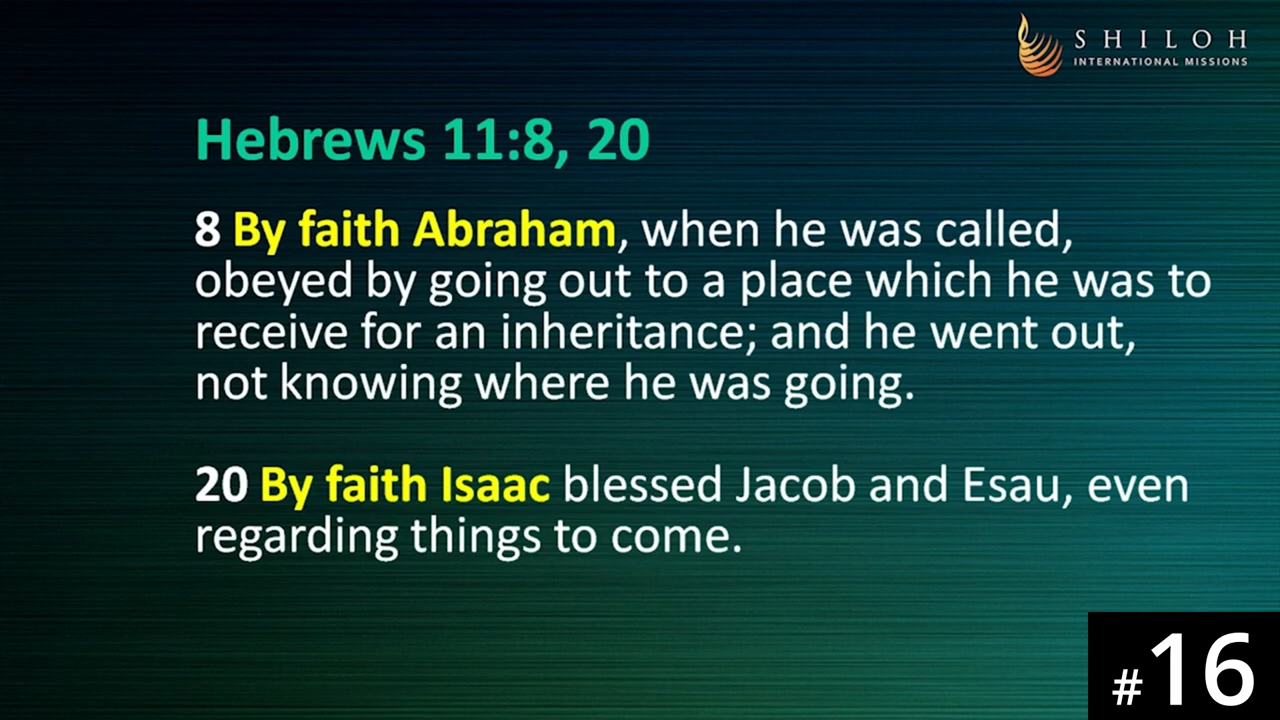 SHILOH
INTERNATIONAL MISSIONS
Hebrews 11:8, 20
8 By faith Abraham, when he was called,
obeyed by going out to a place which he was to
receive for an inheritance; and he went out,
not knowing where he was going.
20 By faith Isaac blessed Jacob and Esau, even
regarding things to come.
#16